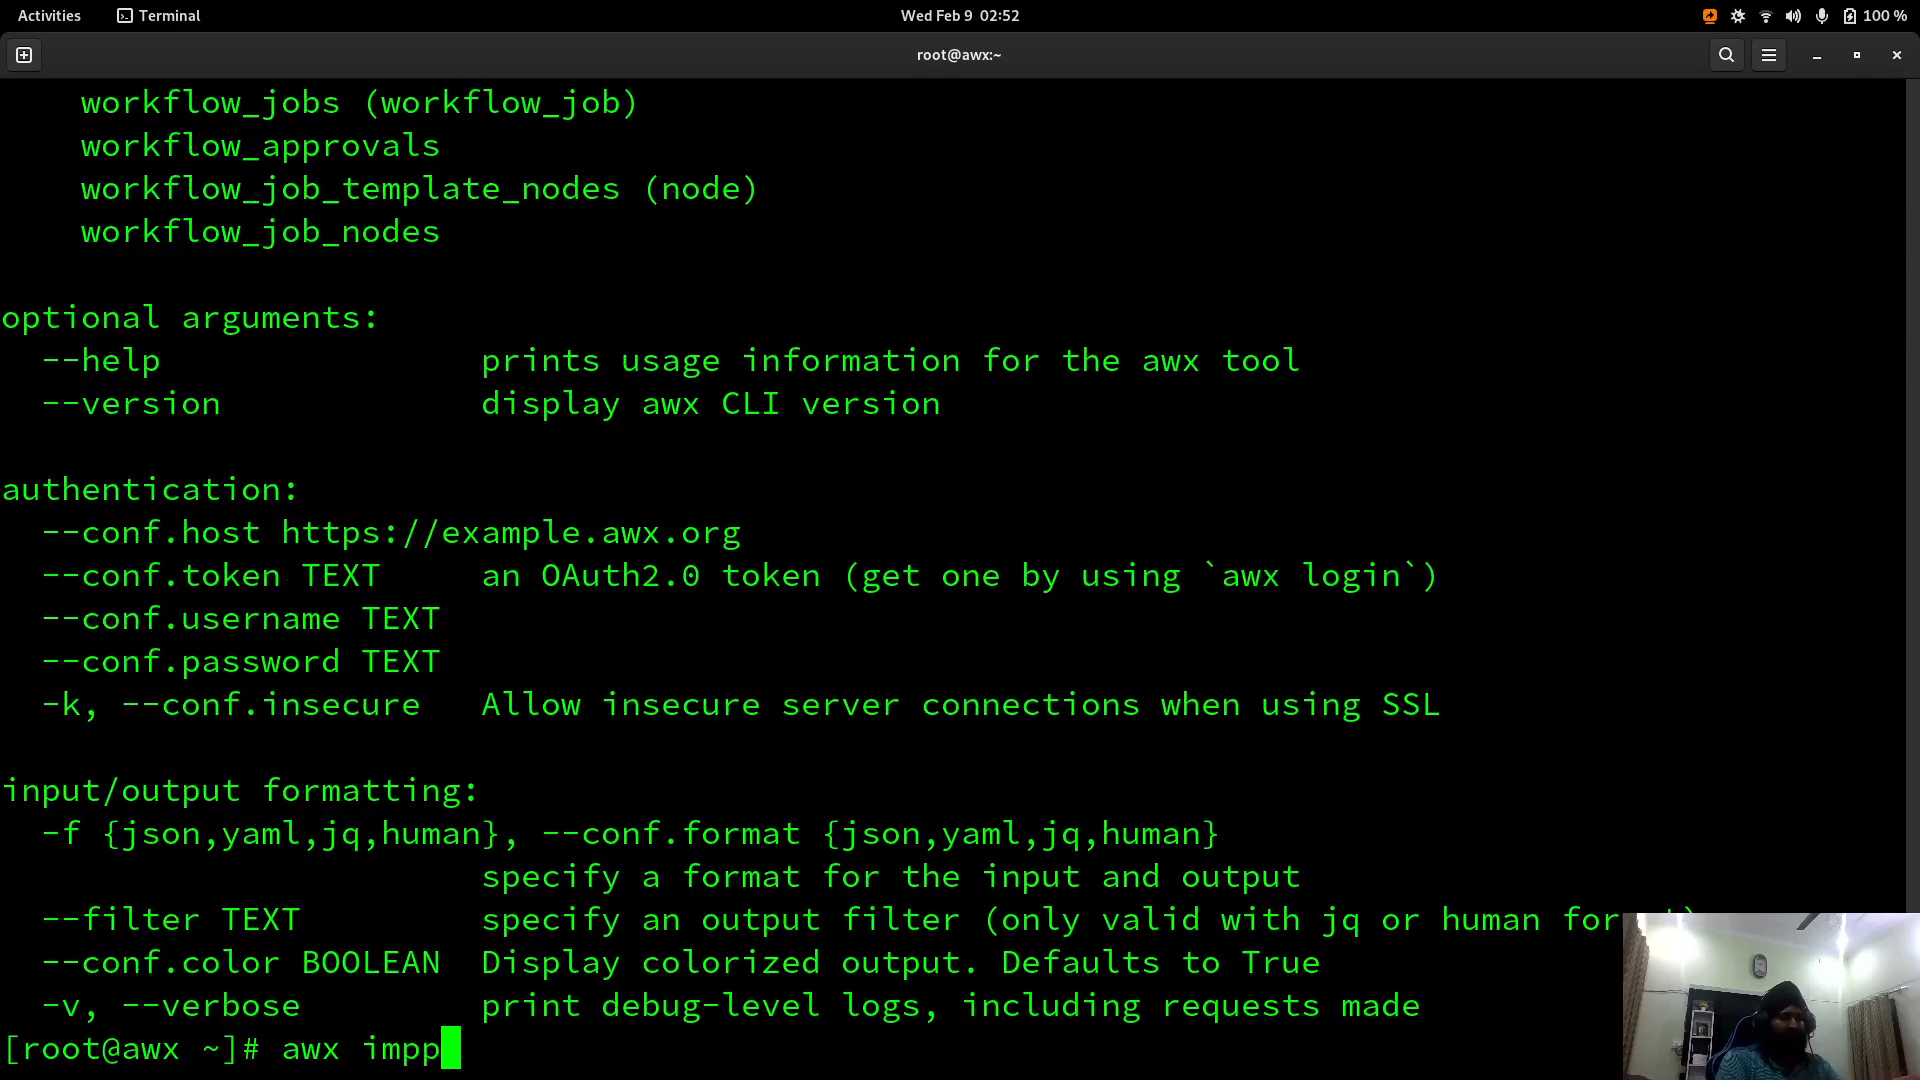 Activities Terminal Wed Feb 9 02:52 100 %
root@awx:~
workflow_jobs (workflow_job)
workflow_approvals
workflow_job_template_nodes (node)
workflow_job_nodes
optional arguments:
--help prints usage information for the awx tool
--version display awx CLI version
authentication:
--conf.host https://example.awx.org
--conf.token TEXT an OAuth2.0 token (get one by using `awx login`)
--conf.username TEXT
--conf.password TEXT
-k, --conf.insecure Allow insecure server connections when using SSL
input/output formatting:
-f {json,yaml,jq,human}, --conf.format {json,yaml,jq,human}
specify a format for the input and output
--filter TEXT specify an output filter (only valid with jq or human
--conf.color BOOLEAN Display colorized output. Defaults to True
-v, --verbose print debug-level logs, including requests made
[root@awx ~]# awx impp